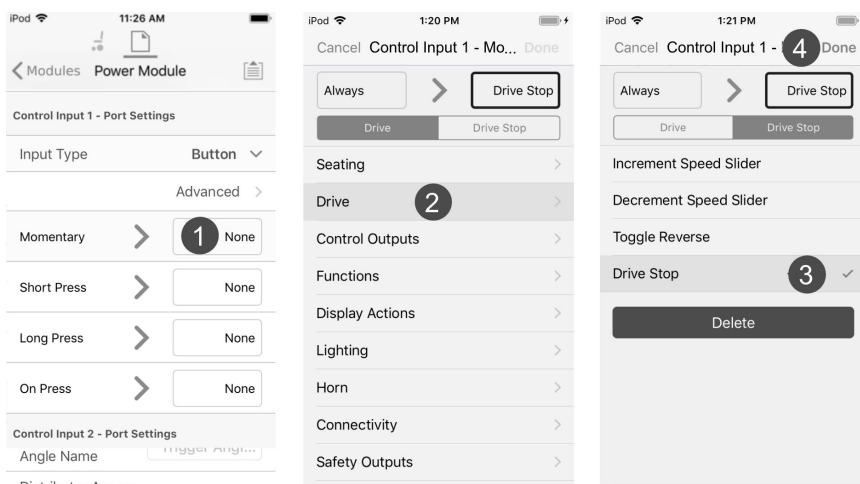 iPod 11:26 AM
Modules Power Module
Control Input 1 - Port Settings
Input Type Button
Advanced
Momentary 1 None
Short Press None
Long Press None
On Press None
Control Input 2 - Port Settings
Angle Name Trigger Angl...
iPod 1:20 PM
Cancel Control Input 1 - Mo... Done
Always Drive Stop
Drive Drive Stop
Seating
Drive 2
Control Outputs
Functions
Display Actions
Lighting
Horn
Connectivity
Safety Outputs
iPod 1:21 PM
Cancel Control Input 1 - 4 Done
Always Drive Stop
Drive Drive Stop
Increment Speed Slider
Decrement Speed Slider
Toggle Reverse
Drive Stop 3
Delete